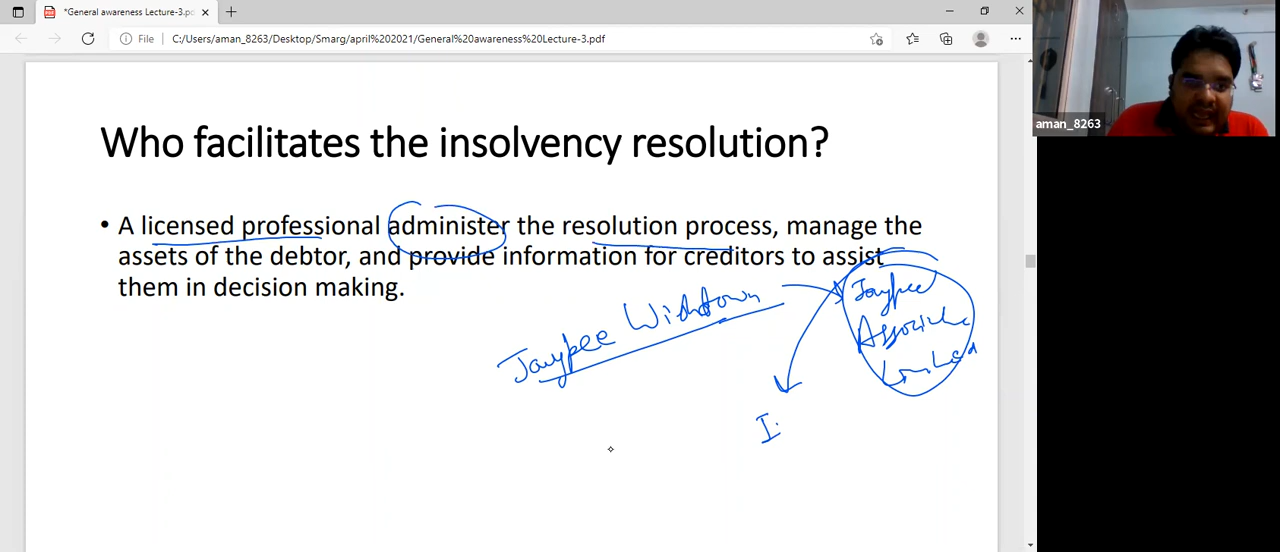 *General awareness Lecture-3.pd
File
C:/Users/aman_8263/Desktop/Smarg/april%202021/General%20awareness%20Lecture-3.pdf
aman_8263
Who facilitates the insolvency resolution?
• A licensed professional administer the resolution process, manage the
assets of the debtor, and provide information for creditors to assist
them in decision making.
Jaypee
Jaypee
Limited
I